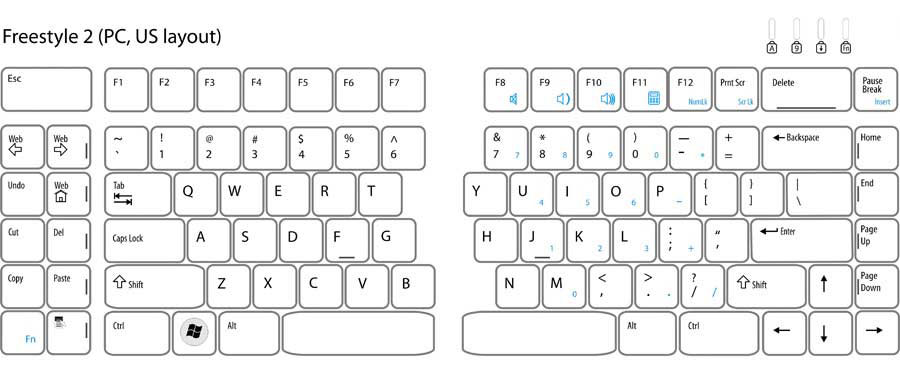 Freestyle 2 (PC, US layout)
A 9 Fn
Esc F1 F2 F3 F4 F5 F6 F7 F8 F9 F10 F11 F12 NumLk Prnt Scr Scr Lk Delete Pause Break Insert
Web Web ~ ` ! 1 @ 2 # 3 $ 4 % 5 ^ 6 & 7 7 * 8 8 ( 9 9 ) 0 0 — - * + = Backspace Home
Undo Web Tab Q W E R T Y U 4 I 5 O 6 P – { [ } ] | \ End
Cut Del Caps Lock A S D F G H J 1 K 2 L 3 : ; + " , Enter Page Up
Copy Paste Shift Z X C V B N M 0 < , > . . ? / / Shift ↑ Page Down
Fn Ctrl Alt Alt Ctrl ← ↓ →